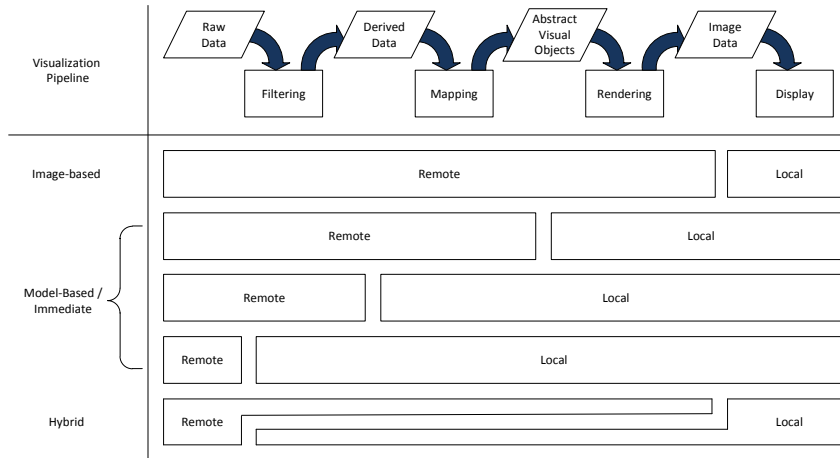 Visualization
Pipeline
Raw
Data
Derived
Data
Abstract
Visual
Objects
Image
Data
Filtering
Mapping
Rendering
Display
Image-based
Remote
Local
Model-Based /
Immediate
Remote
Local
Remote
Local
Remote
Local
Hybrid
Remote
Local